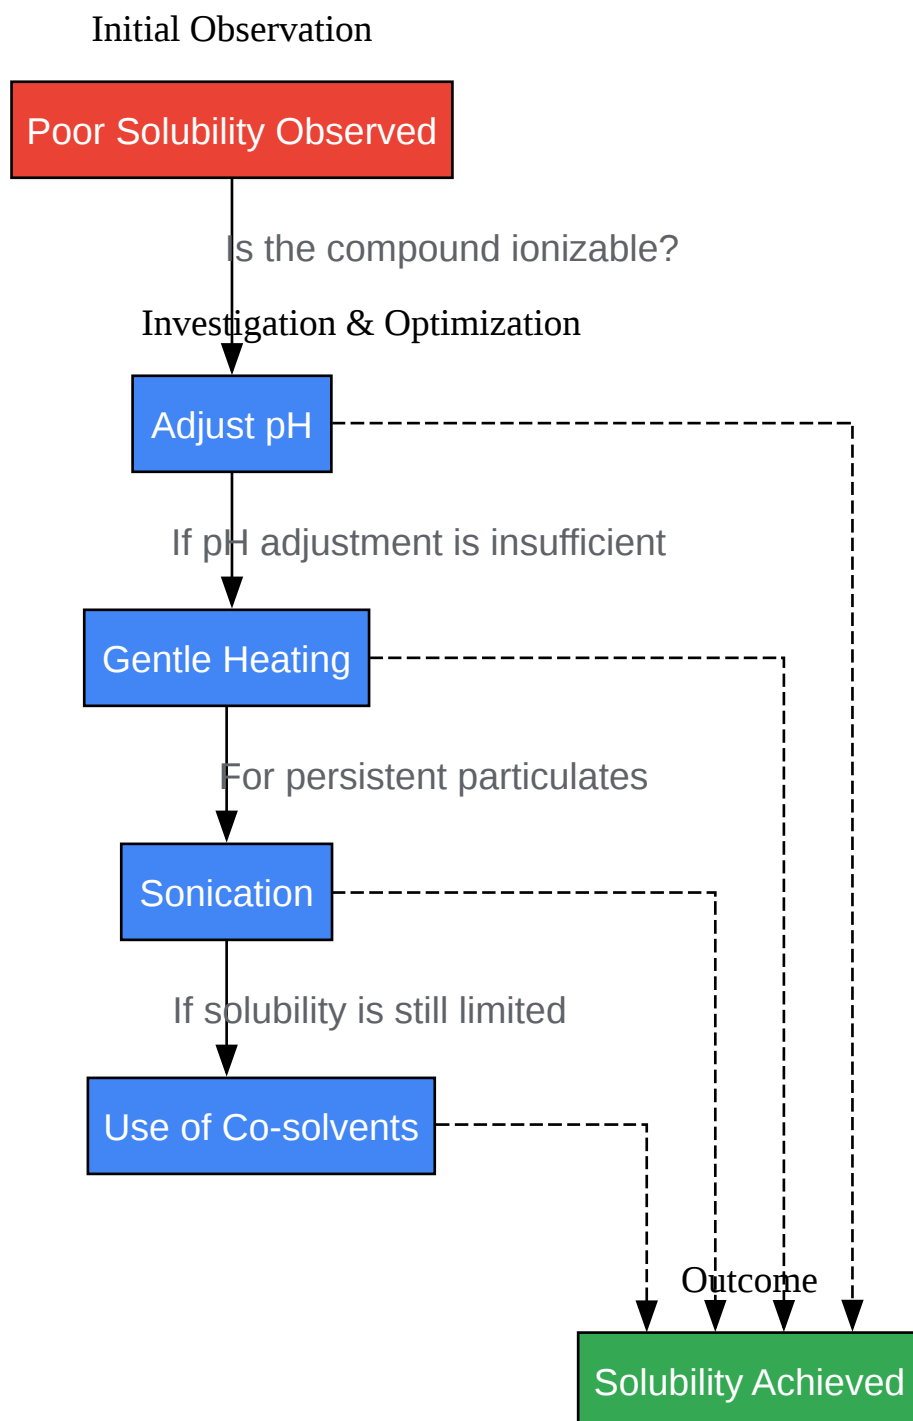 Initial Observation
Poor Solubility Observed
Is the compound ionizable?
Investigation & Optimization
Adjust pH
If pH adjustment is insufficient
Gentle Heating
For persistent particulates
Sonication
If solubility is still limited
Use of Co-solvents
Outcome
Solubility Achieved